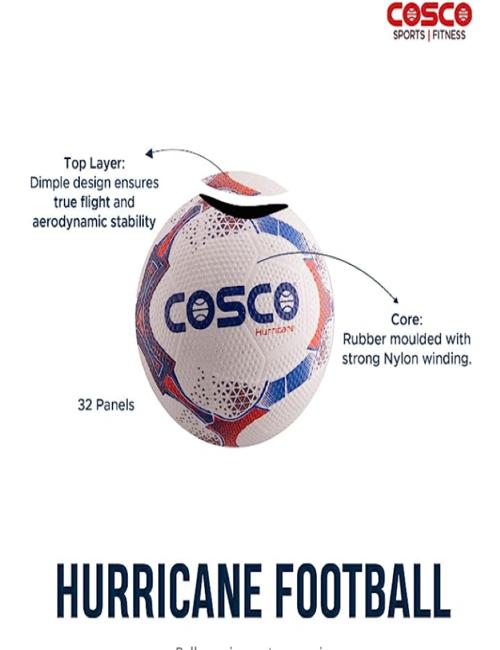 COSCO
SPORTS | FITNESS
Top Layer:
Dimple design ensures
true flight and
aerodynamic stability
COSCO
Hurricane
Core:
Rubber moulded with
strong Nylon winding.
32 Panels
HURRICANE FOOTBALL